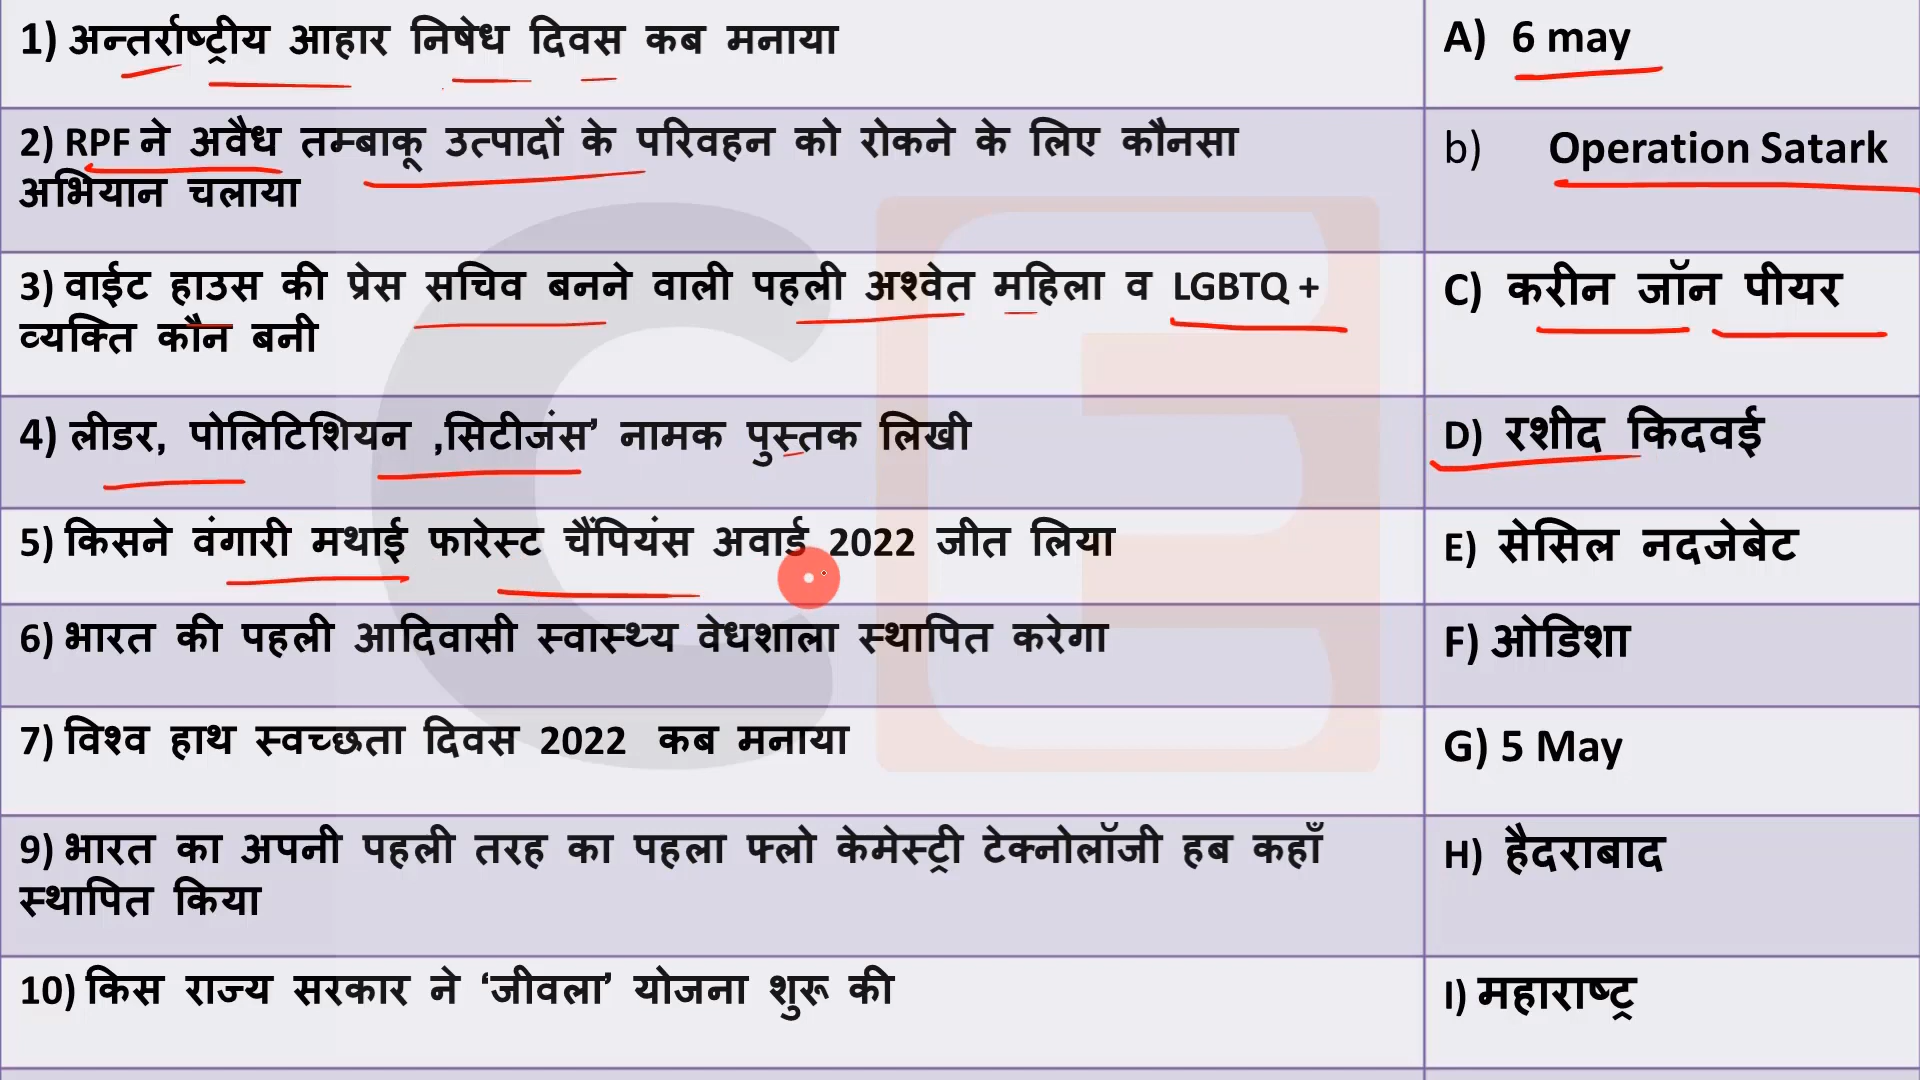 1) अन्तर्राष्ट्रीय आहार निषेध दिवस कब मनाया
A) 6 may
2) RPF ने अवैध तम्बाकू उत्पादों के परिवहन को रोकने के लिए कौनसा
अभियान चलाया
b) Operation Satark
3) वाईट हाउस की प्रेस सचिव बनने वाली पहली अश्वेत महिला व LGBTQ +
व्यक्ति कौन बनी
C) करीन जॉन पीयर
4) लीडर, पोलिटिशियन ,सिटीजंस’ नामक पुस्तक लिखी
D) रशीद किदवई
5) किसने वंगारी मथाई फारेस्ट चैंपियंस अवार्ड 2022 जीत लिया
E) सेसिल नदजेबेट
6) भारत की पहली आदिवासी स्वास्थ्य वेधशाला स्थापित करेगा
F) ओडिशा
7) विश्व हाथ स्वच्छता दिवस 2022 कब मनाया
G) 5 May
9) भारत का अपनी पहली तरह का पहला फ्लो केमेस्ट्री टेक्नोलॉजी हब कहाँ
स्थापित किया
H) हैदराबाद
10) किस राज्य सरकार ने ‘जीवला’ योजना शुरू की
I) महाराष्ट्र